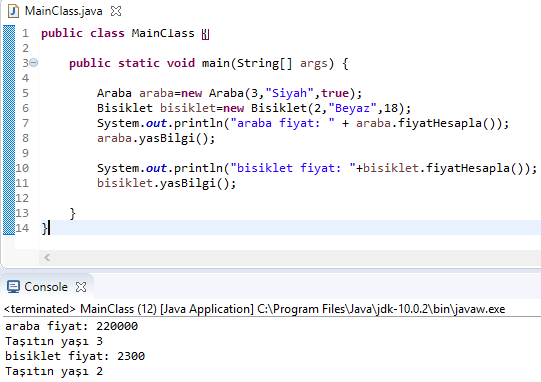 MainClass.java
1 public class MainClass {
2
3 public static void main(String[] args) {
4
5 Araba araba=new Araba(3,"Siyah",true);
6 Bisiklet bisiklet=new Bisiklet(2,"Beyaz",18);
7 System.out.println("araba fiyat: " + araba.fiyatHesapla());
8 araba.yasBilgi();
9
10 System.out.println("bisiklet fiyat: "+bisiklet.fiyatHesapla());
11 bisiklet.yasBilgi();
12
13 }
14 }
Console
<terminated> MainClass (12) [Java Application] C:\Program Files\Java\jdk-10.0.2\bin\javaw.exe
araba fiyat: 220000
Taşıtın yaşı 3
bisiklet fiyat: 2300
Taşıtın yaşı 2